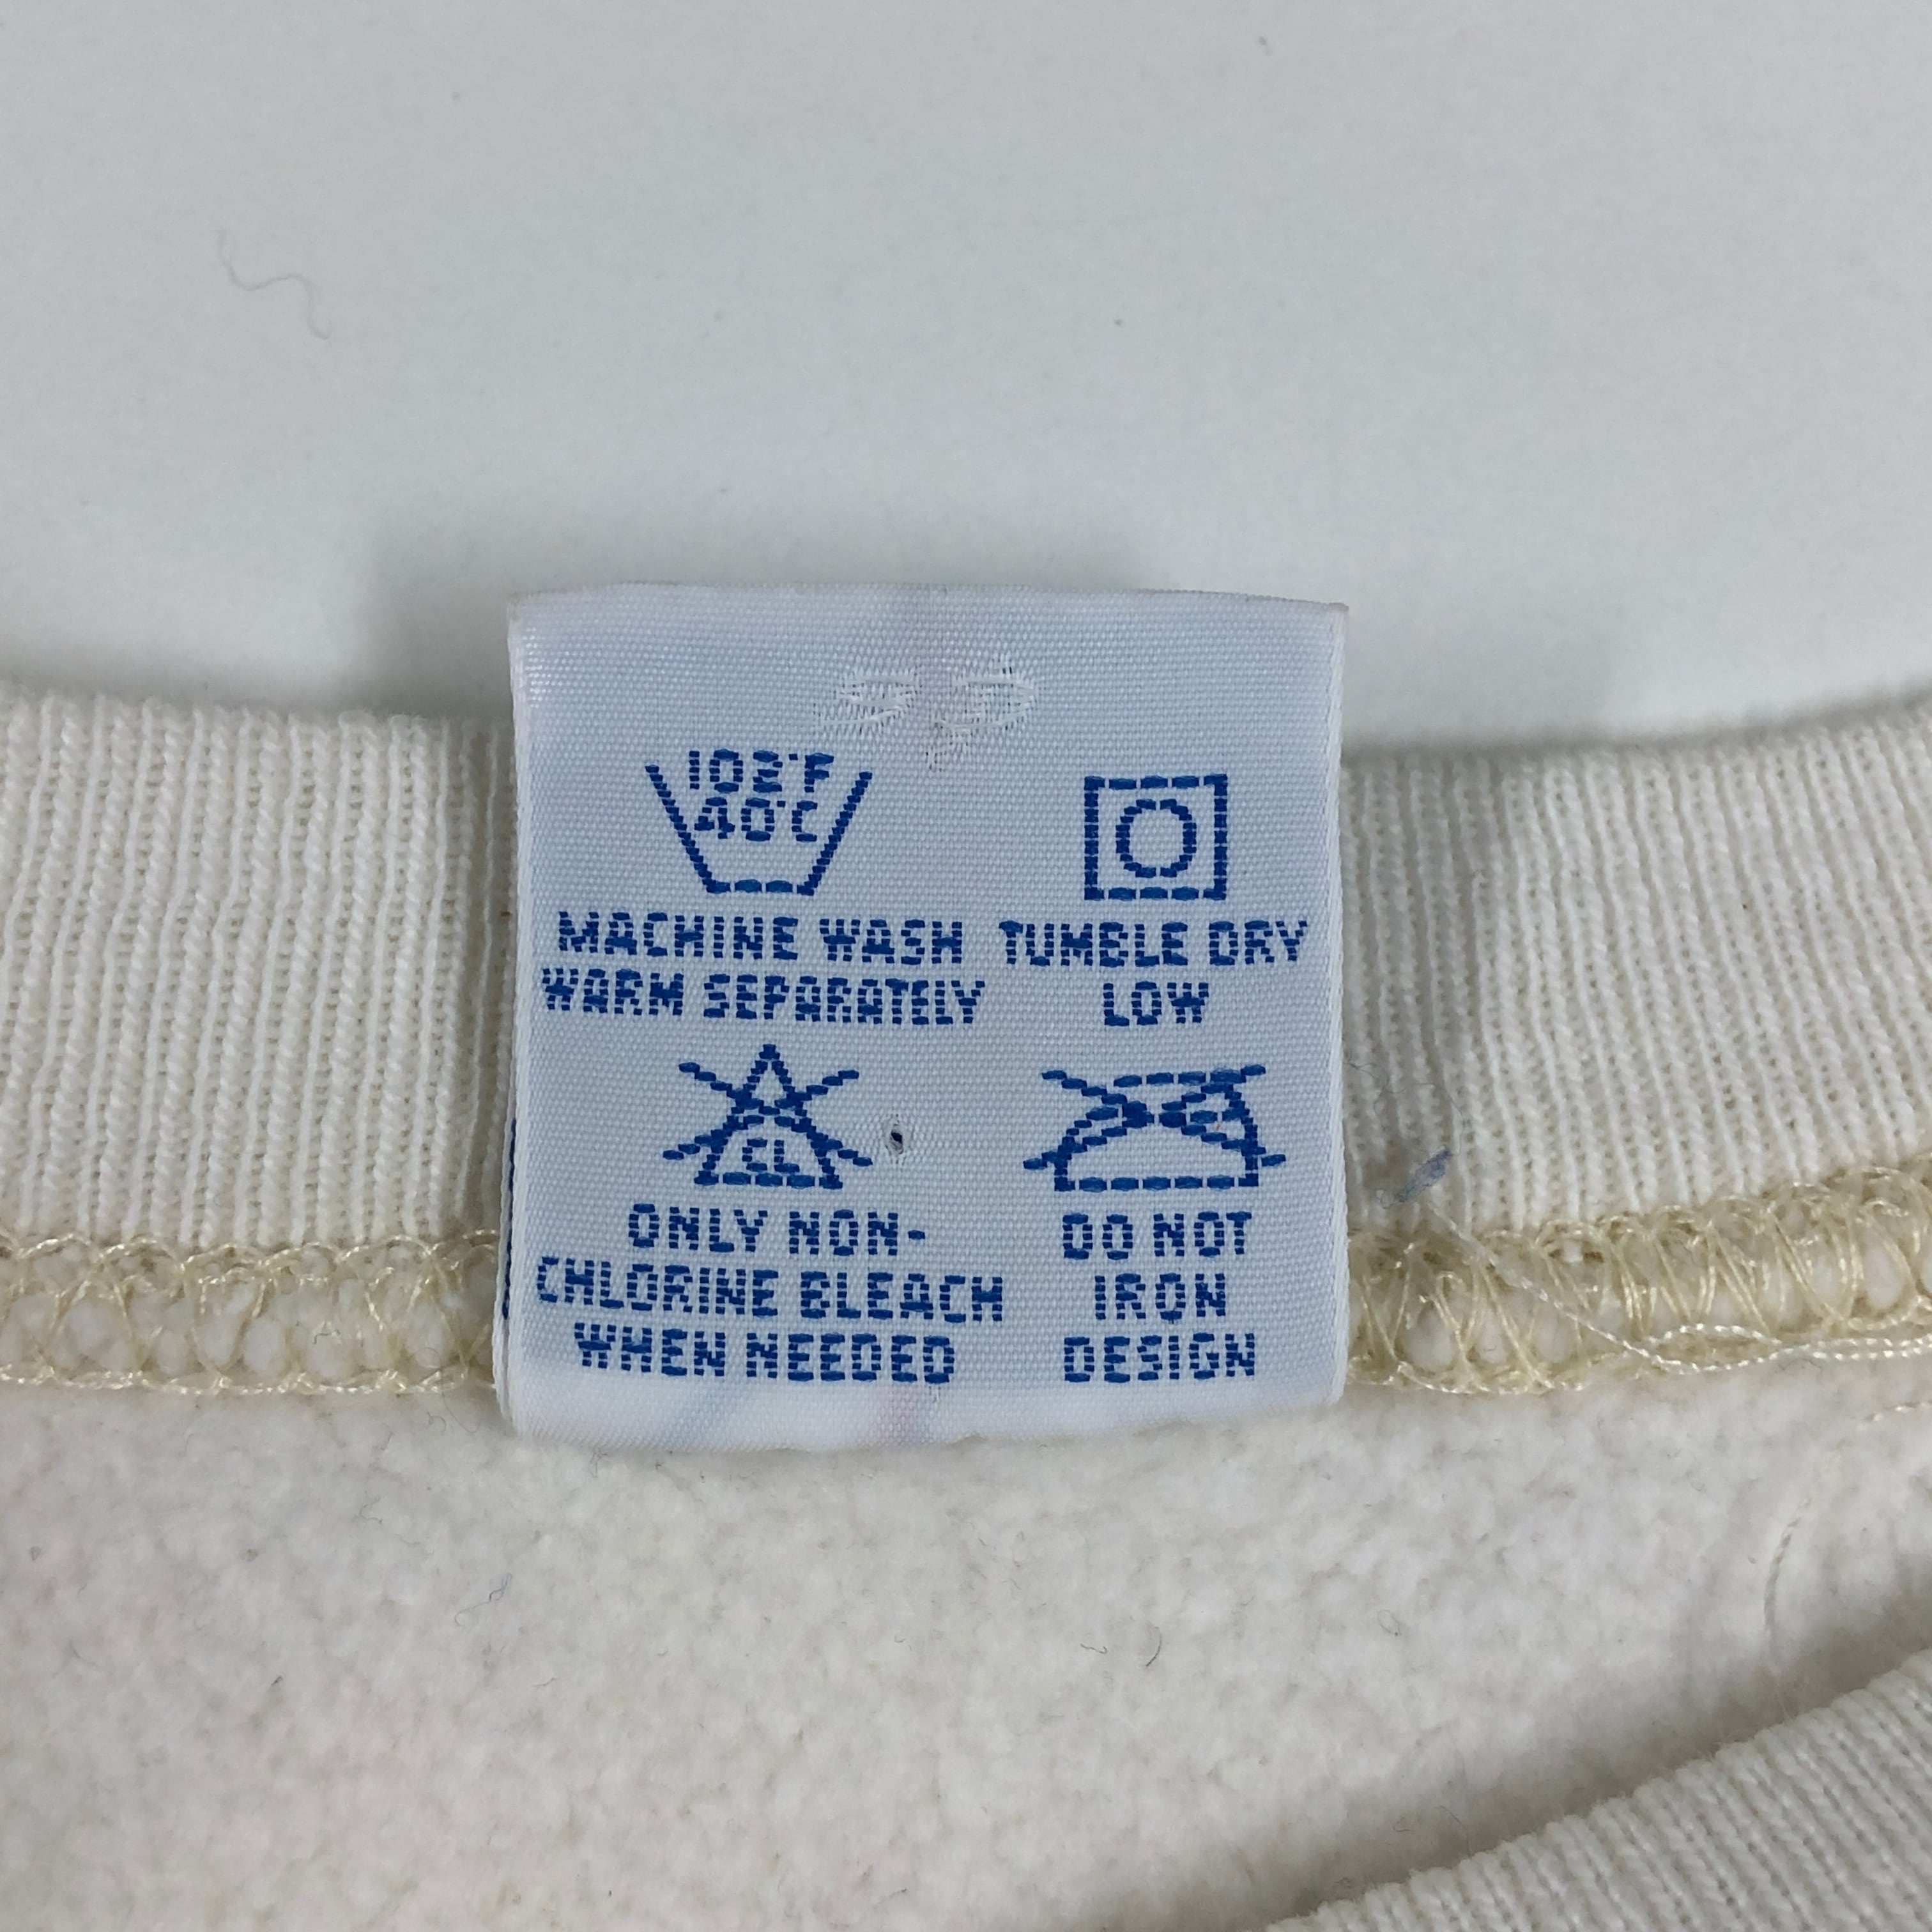 102°F
40°C
MACHINE WASH
WARM SEPARATELY
TUMBLE DRY
LOW
CL
ONLY NON-
CHLORINE BLEACH
WHEN NEEDED
DO NOT
IRON
DESIGN